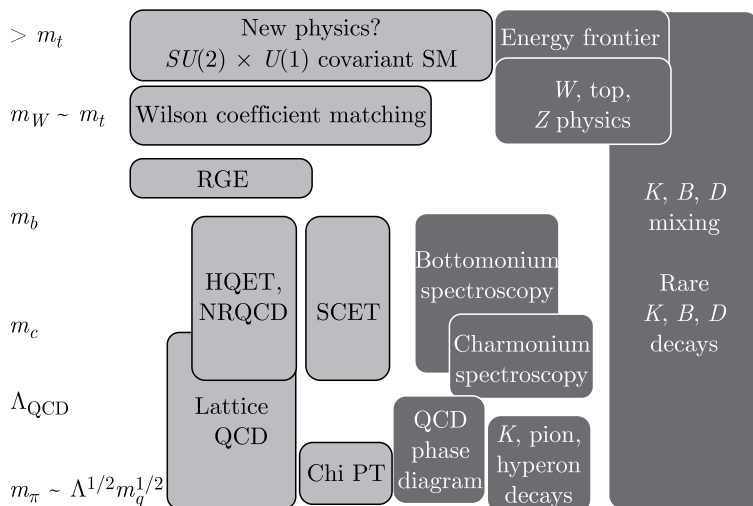 > m_t
New physics?
SU(2) × U(1) covariant SM
Energy frontier
m_W ~ m_t
Wilson coefficient matching
W, top,
Z physics
RGE
K, B, D
mixing
Rare
K, B, D
decays
m_b
HQET,
NRQCD
SCET
Bottomonium
spectroscopy
m_c
Charmonium
spectroscopy
Λ_QCD
Lattice
QCD
QCD
phase
diagram
K, pion,
hyperon
decays
Chi PT
m_π ~ Λ^{1/2}m_q^{1/2}